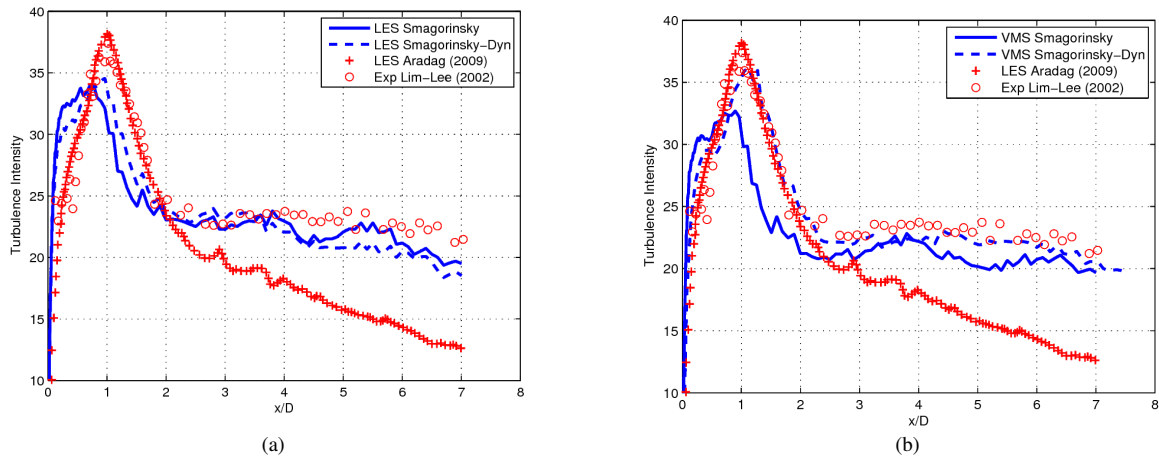 40
35
30
25
20
15
10
Turbulence Intensity
0 1 2 3 4 5 6 7 8
x/D
LES Smagorinsky
LES Smagorinsky-Dyn
LES Aradag (2009)
Exp Lim-Lee (2002)
(a)
40
35
30
25
20
15
10
Turbulence Intensity
0 1 2 3 4 5 6 7 8
x/D
VMS Smagorinsky
VMS Smagorinsky-Dyn
LES Aradag (2009)
Exp Lim-Lee (2002)
(b)